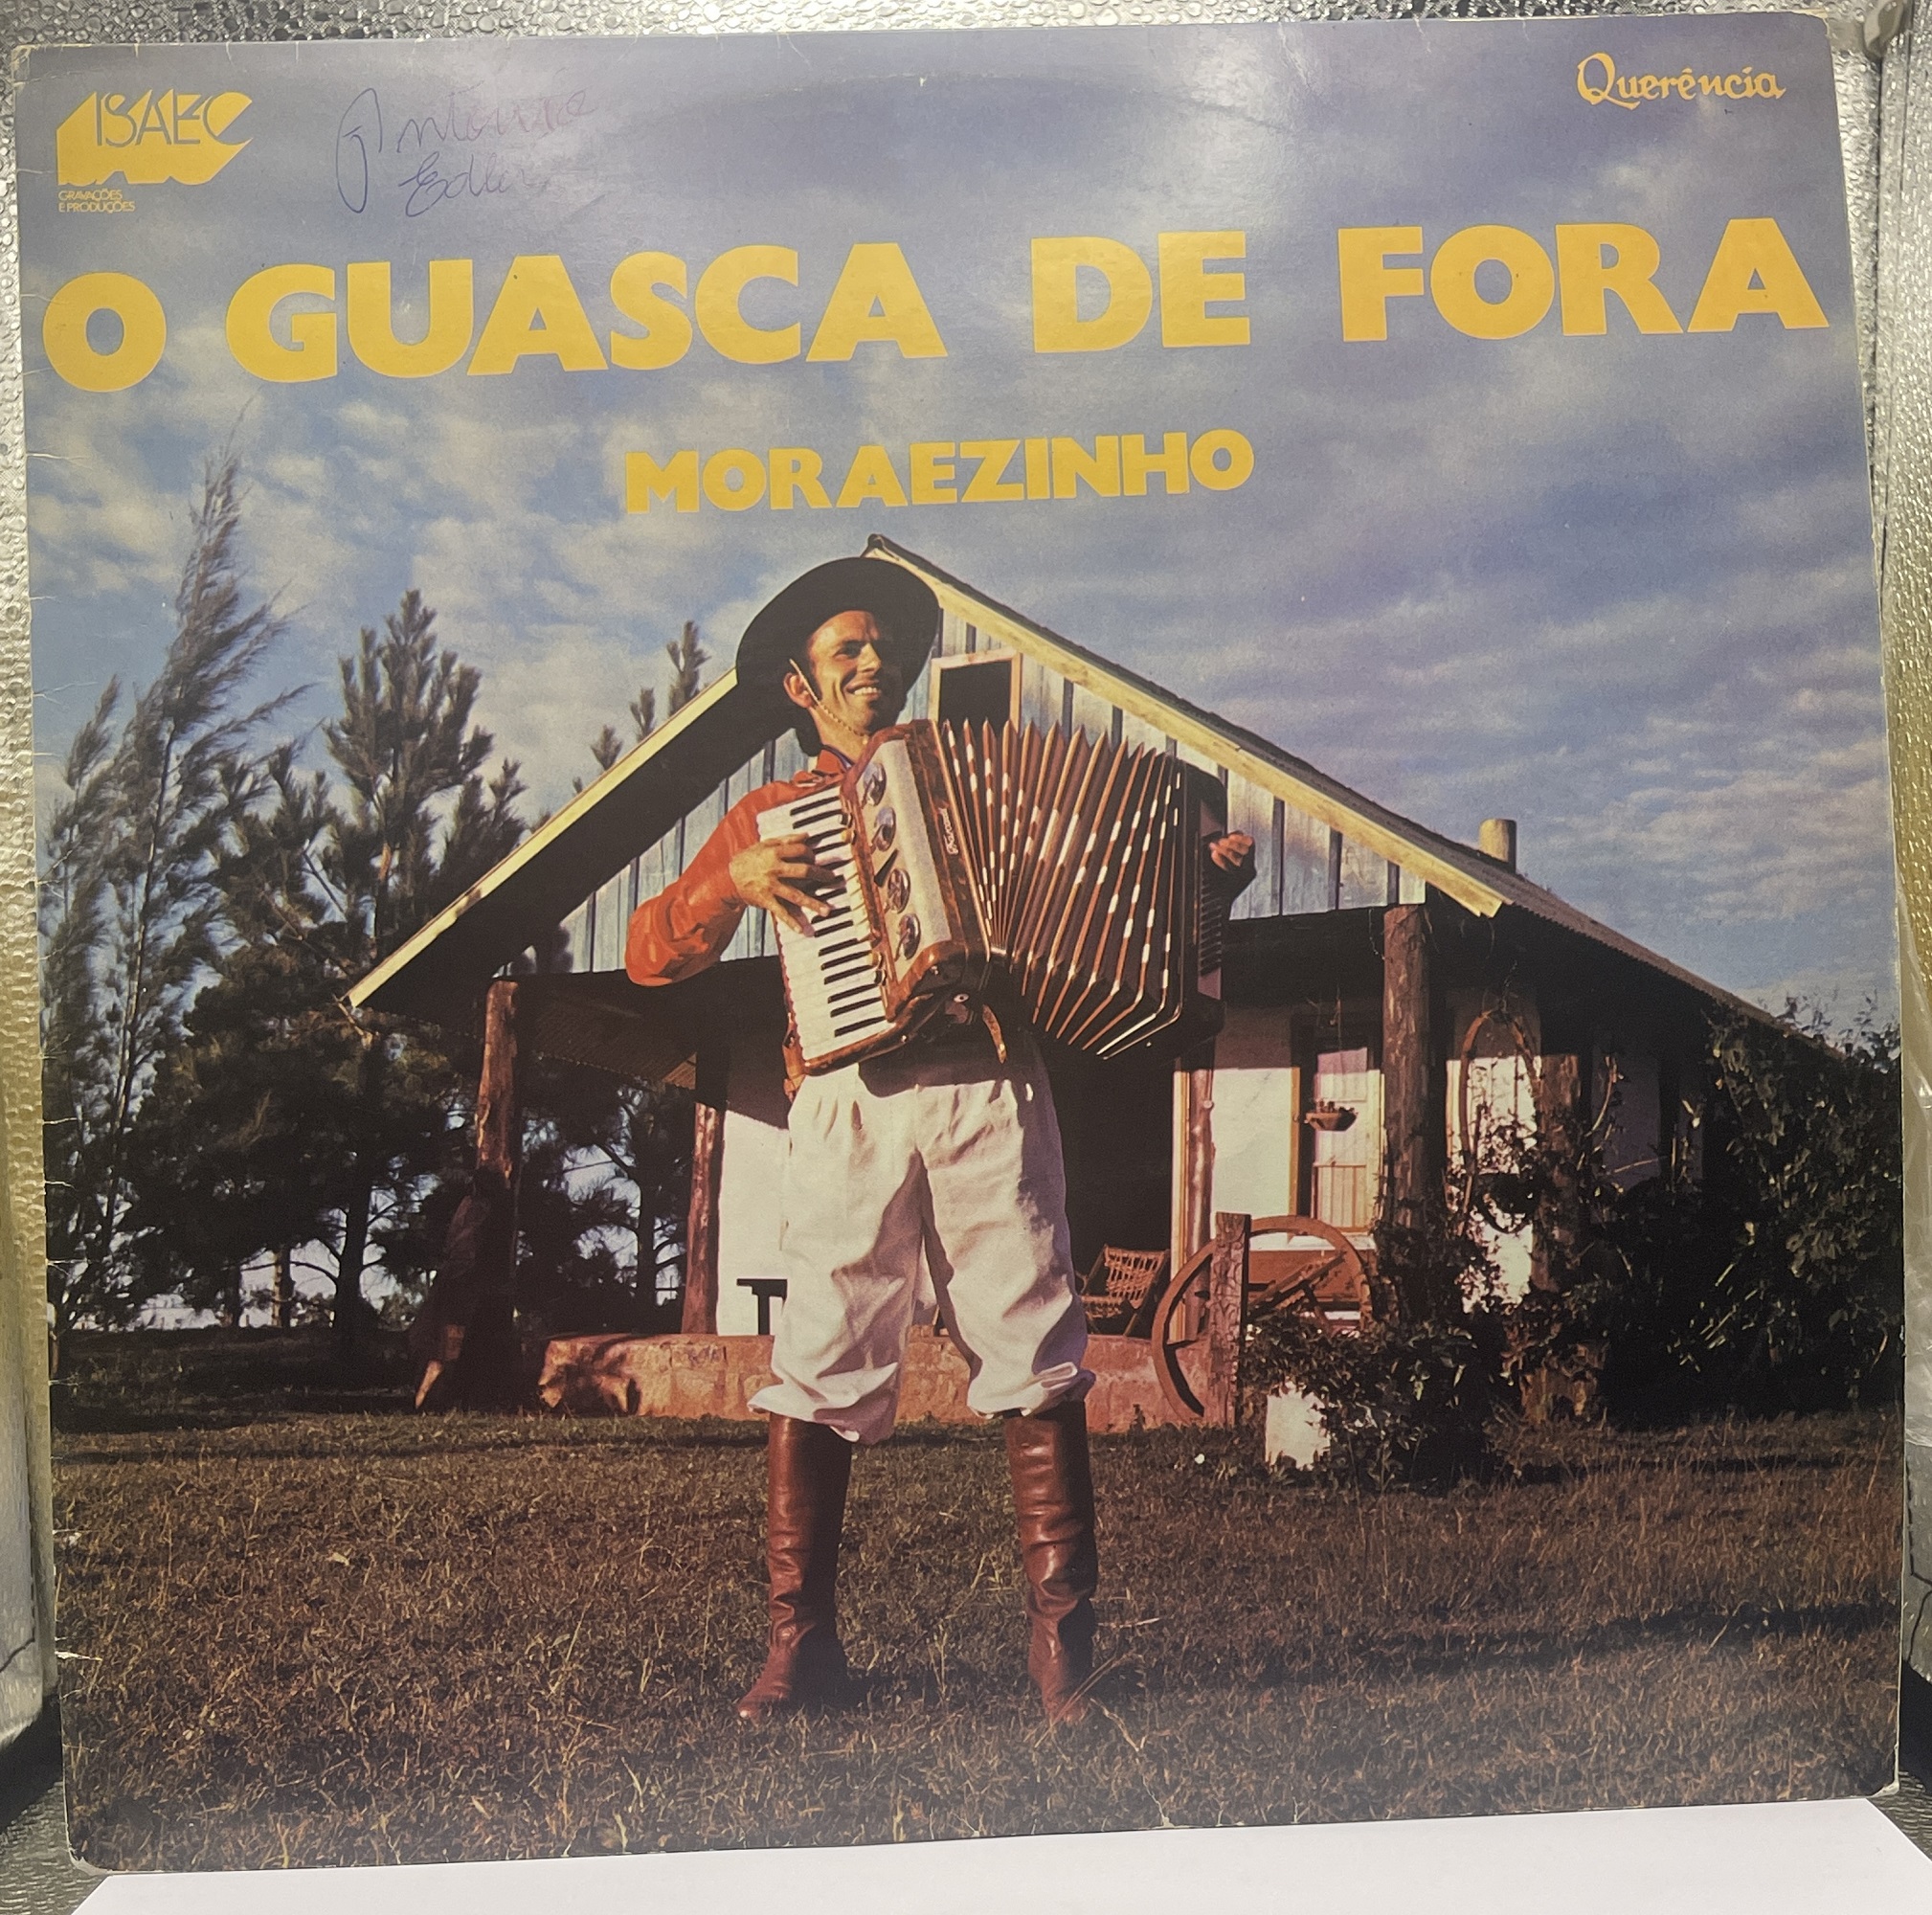 ISAEC
GRAVAÇÕES
E PRODUÇÕES
Querência
O GUASCA DE FORA
MORAEZINHO